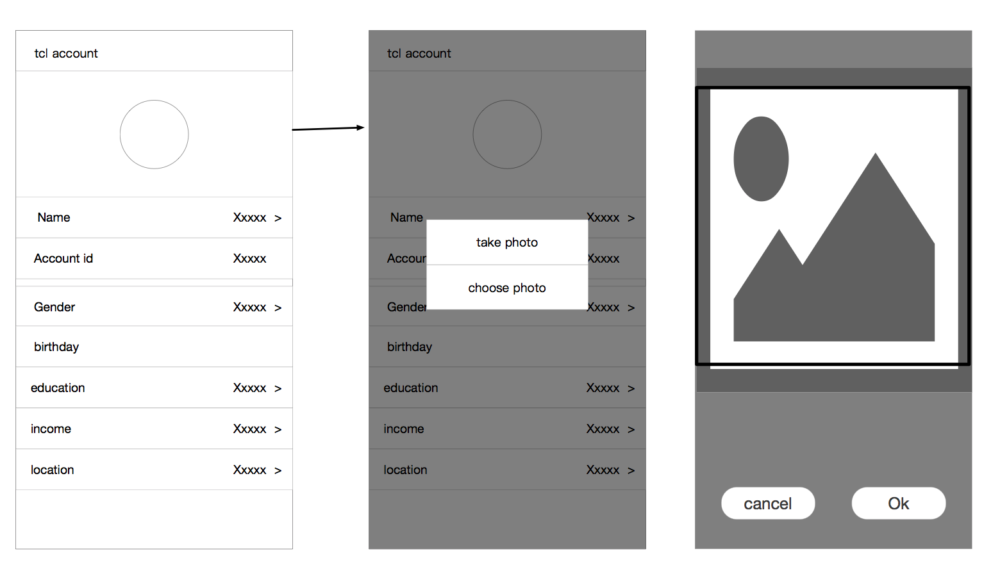 tcl account
Name Xxxxx >
Account id Xxxxx
Gender Xxxxx >
birthday
education Xxxxx >
income Xxxxx >
location Xxxxx >
tcl account
Name Xxxxx >
take photo
Accour Xxxxx
choose photo
Gender Xxxxx >
birthday
education Xxxxx >
income Xxxxx >
location Xxxxx >
cancel Ok